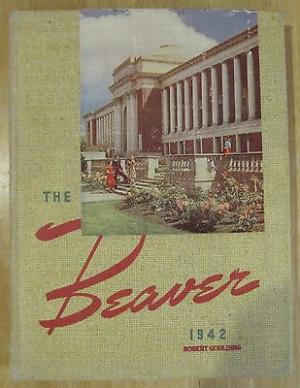 THE
Beaver
1942
ROBERT GOULDING